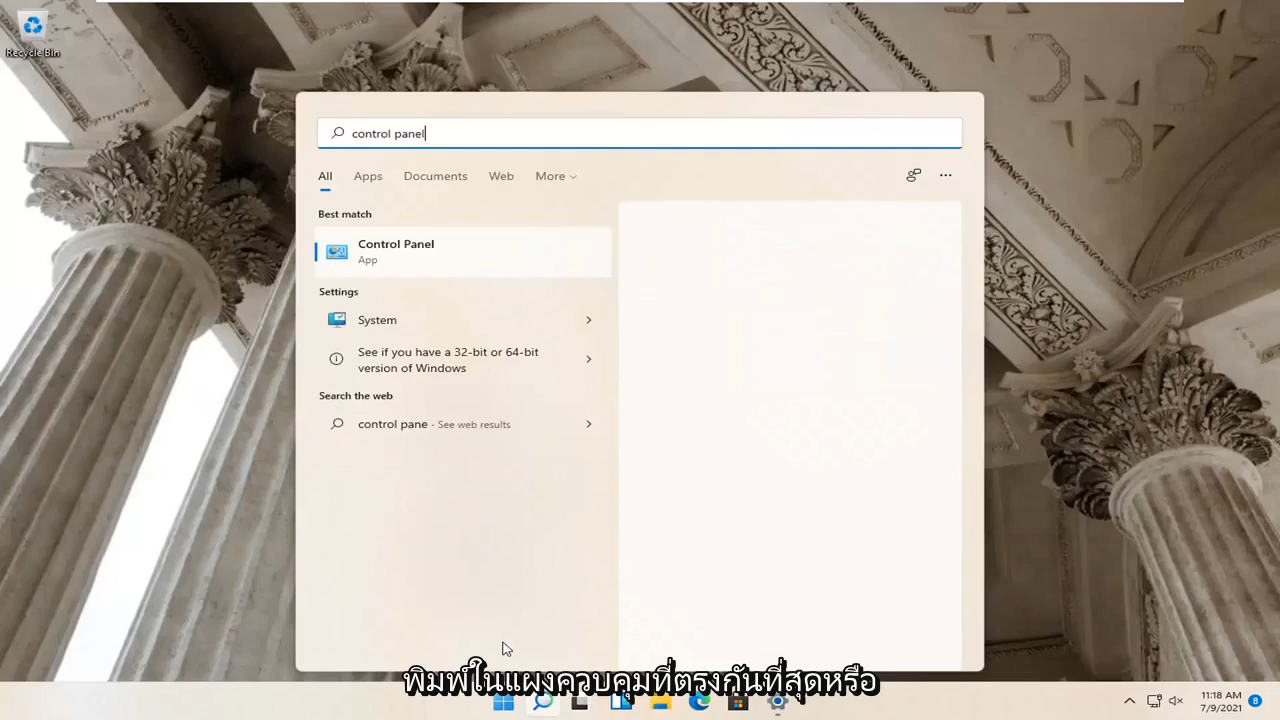 Recycle Bin
control panel
All Apps Documents Web More
Best match
Control Panel
App
Settings
System
See if you have a 32-bit or 64-bit
version of Windows
Search the web
control pane - See web results
พิมพ์ในแผงควบคุมที่ตรงกันที่สุดหรือ
11:18 AM
7/9/2021
8